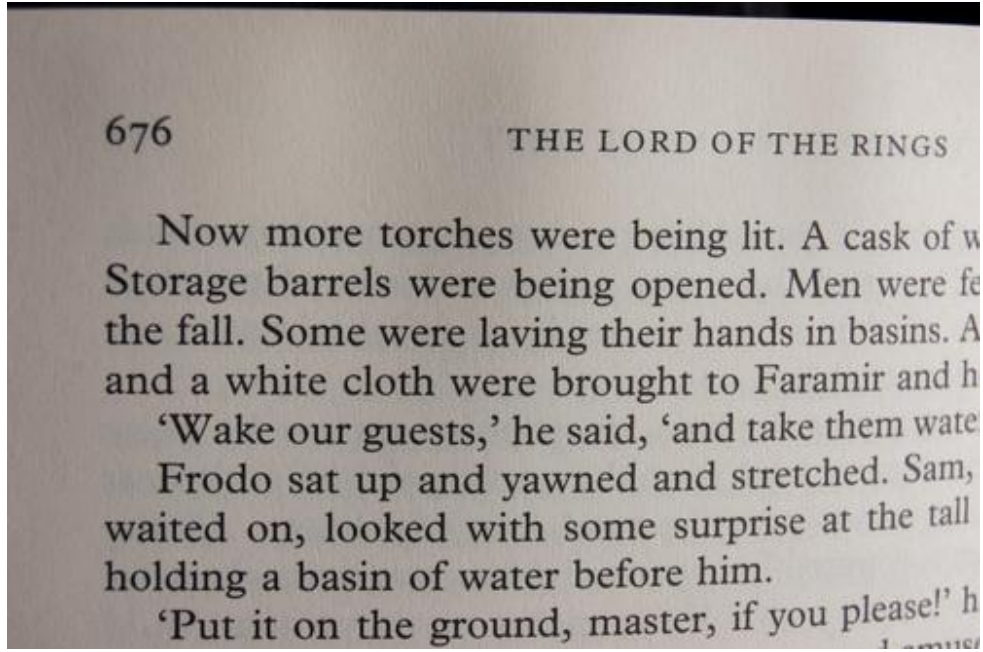 676
THE LORD OF THE RINGS
Now more torches were being lit. A cask of
Storage barrels were being opened. Men were
the fall. Some were laving their hands in basins. A
and a white cloth were brought to Faramir and
'Wake our guests,' he said, 'and take them
Frodo sat up and yawned and stretched. Sam,
waited on, looked with some surprise at the tall
holding a basin of water before him.
'Put it on the ground, master, if you please!'